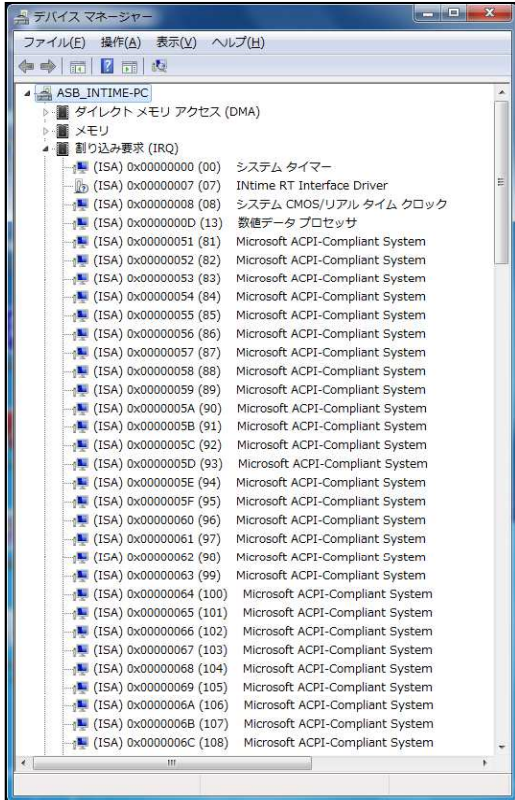 デバイス マネージャー
ファイル(F) 操作(A) 表示(V) ヘルプ(H)
ASB_INTIME-PC
ダイレクト メモリ アクセス (DMA)
メモリ
割り込み要求 (IRQ)
(ISA) 0x00000000 (00) システム タイマー
(ISA) 0x00000007 (07) INtime RT Interface Driver
(ISA) 0x00000008 (08) システム CMOS/リアル タイム クロック
(ISA) 0x0000000D (13) 数値データ プロセッサ
(ISA) 0x00000051 (81) Microsoft ACPI-Compliant System
(ISA) 0x00000052 (82) Microsoft ACPI-Compliant System
(ISA) 0x00000053 (83) Microsoft ACPI-Compliant System
(ISA) 0x00000054 (84) Microsoft ACPI-Compliant System
(ISA) 0x00000055 (85) Microsoft ACPI-Compliant System
(ISA) 0x00000056 (86) Microsoft ACPI-Compliant System
(ISA) 0x00000057 (87) Microsoft ACPI-Compliant System
(ISA) 0x00000058 (88) Microsoft ACPI-Compliant System
(ISA) 0x00000059 (89) Microsoft ACPI-Compliant System
(ISA) 0x0000005A (90) Microsoft ACPI-Compliant System
(ISA) 0x0000005B (91) Microsoft ACPI-Compliant System
(ISA) 0x0000005C (92) Microsoft ACPI-Compliant System
(ISA) 0x0000005D (93) Microsoft ACPI-Compliant System
(ISA) 0x0000005E (94) Microsoft ACPI-Compliant System
(ISA) 0x0000005F (95) Microsoft ACPI-Compliant System
(ISA) 0x00000060 (96) Microsoft ACPI-Compliant System
(ISA) 0x00000061 (97) Microsoft ACPI-Compliant System
(ISA) 0x00000062 (98) Microsoft ACPI-Compliant System
(ISA) 0x00000063 (99) Microsoft ACPI-Compliant System
(ISA) 0x00000064 (100) Microsoft ACPI-Compliant System
(ISA) 0x00000065 (101) Microsoft ACPI-Compliant System
(ISA) 0x00000066 (102) Microsoft ACPI-Compliant System
(ISA) 0x00000067 (103) Microsoft ACPI-Compliant System
(ISA) 0x00000068 (104) Microsoft ACPI-Compliant System
(ISA) 0x00000069 (105) Microsoft ACPI-Compliant System
(ISA) 0x0000006A (106) Microsoft ACPI-Compliant System
(ISA) 0x0000006B (107) Microsoft ACPI-Compliant System
(ISA) 0x0000006C (108) Microsoft ACPI-Compliant System